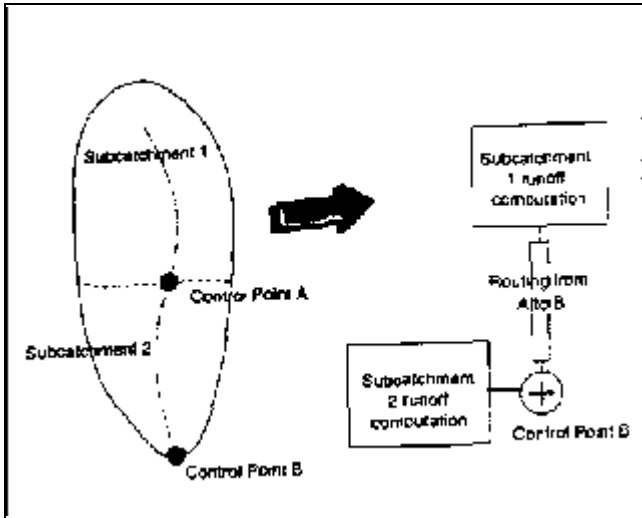 Subcatchment 1
Control Point A
Subcatchment 2
Control Point B
Subcatchment
1 runoff
computation
Routing from
A to B
Subcatchment
2 runoff
computation
Control Point B